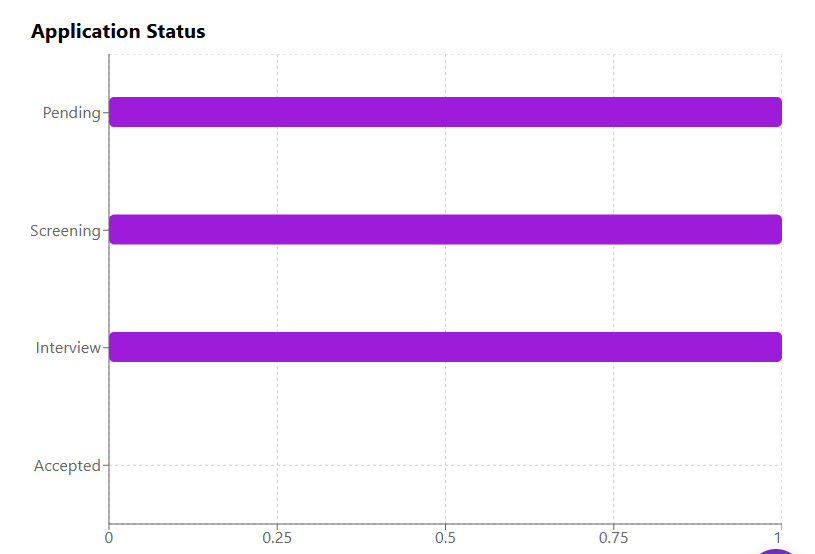 Application Status
Pending
Screening
Interview
Accepted
0 0.25 0.5 0.75 1